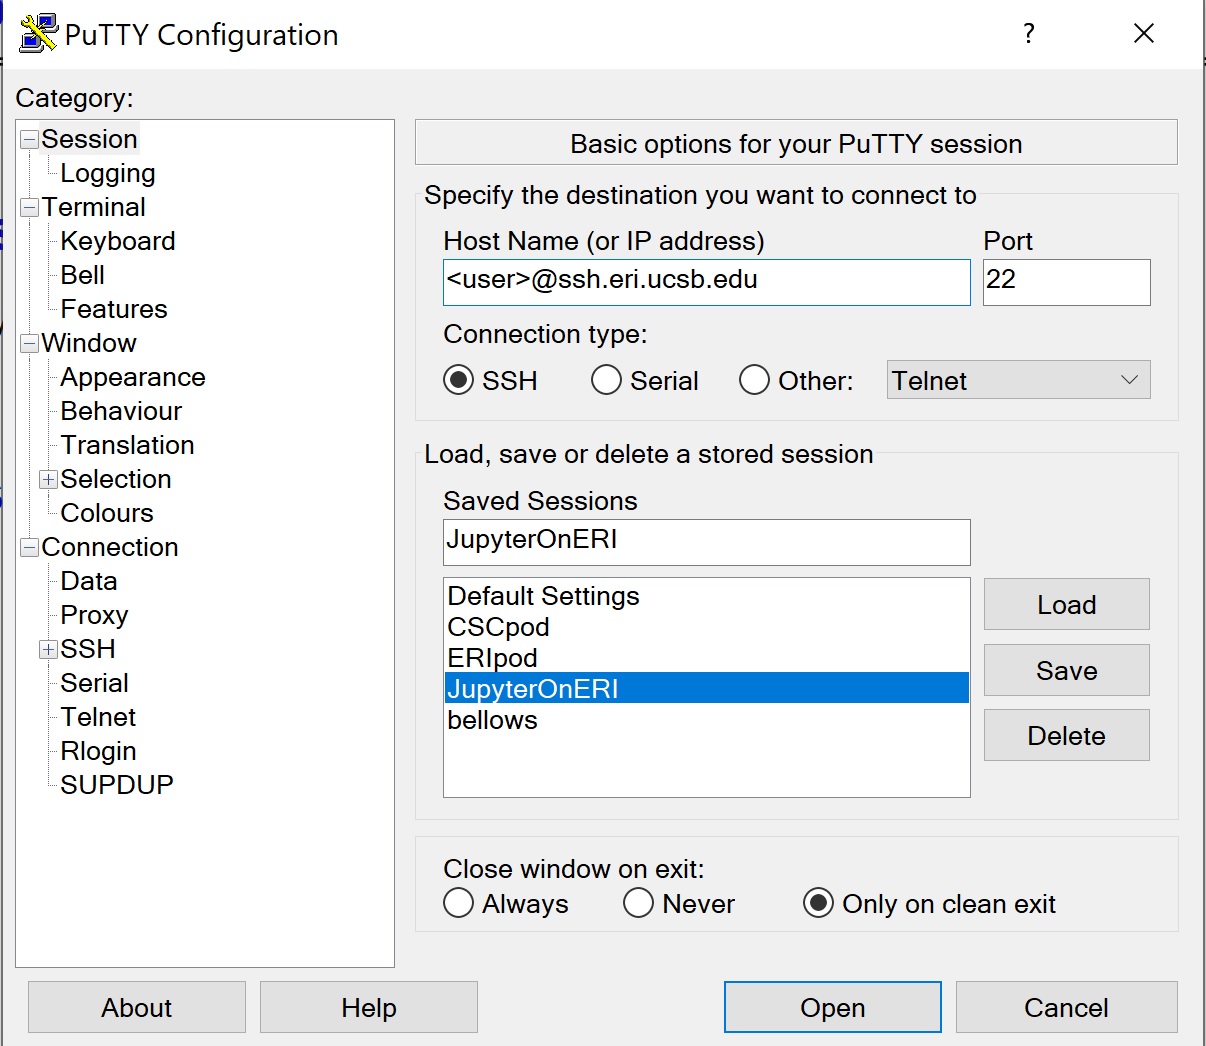 PuTTY Configuration
?
Category:
Session
Logging
Terminal
Keyboard
Bell
Features
Window
Appearance
Behaviour
Translation
Selection
Colours
Connection
Data
Proxy
SSH
Serial
Telnet
Rlogin
SUPDUP
Basic options for your PuTTY session
Specify the destination you want to connect to
Host Name (or IP address) Port
<user>@ssh.eri.ucsb.edu 22
Connection type:
SSH Serial Other: Telnet
Load, save or delete a stored session
Saved Sessions
JupyterOnERI
Default Settings
CSCpod
ERIpod
JupyterOnERI
bellows
Load
Save
Delete
Close window on exit:
Always Never Only on clean exit
About Help Open Cancel